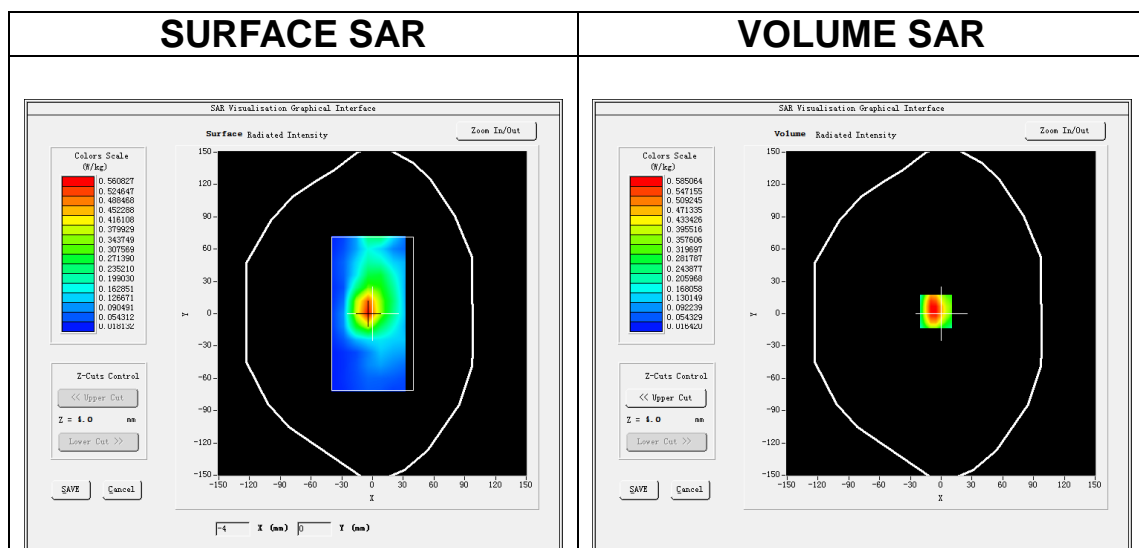 SURFACE SAR
VOLUME SAR
SAR Visualisation Graphical Interface
Surface Radiated Intensity
Zoom In/Out
Colors Scale
(W/kg)
0.560827
0.524647
0.488468
0.452288
0.416108
0.379929
0.343749
0.307569
0.271390
0.235210
0.199030
0.162851
0.126671
0.090491
0.054312
0.018132
150
120
90
60
30
0
-30
-60
-90
-120
-150
Y
-150 -120 -90 -60 -30 0 30 60 90 120 150
X
Z-Cuts Control
<< Upper Cut
Z = 4.0 mm
Lower Cut >>
SAVE Cancel
-4 X (mm) 0 Y (mm)
SAR Visualisation Graphical Interface
Volume Radiated Intensity
Zoom In/Out
Colors Scale
(W/kg)
0.585064
0.547155
0.509245
0.471335
0.433426
0.395516
0.357606
0.319697
0.281787
0.243877
0.205968
0.168058
0.130149
0.092239
0.054329
0.016420
150
120
90
60
30
0
-30
-60
-90
-120
-150
Y
-150 -120 -90 -60 -30 0 30 60 90 120 150
X
Z-Cuts Control
<< Upper Cut
Z = 4.0 mm
Lower Cut >>
SAVE Cancel